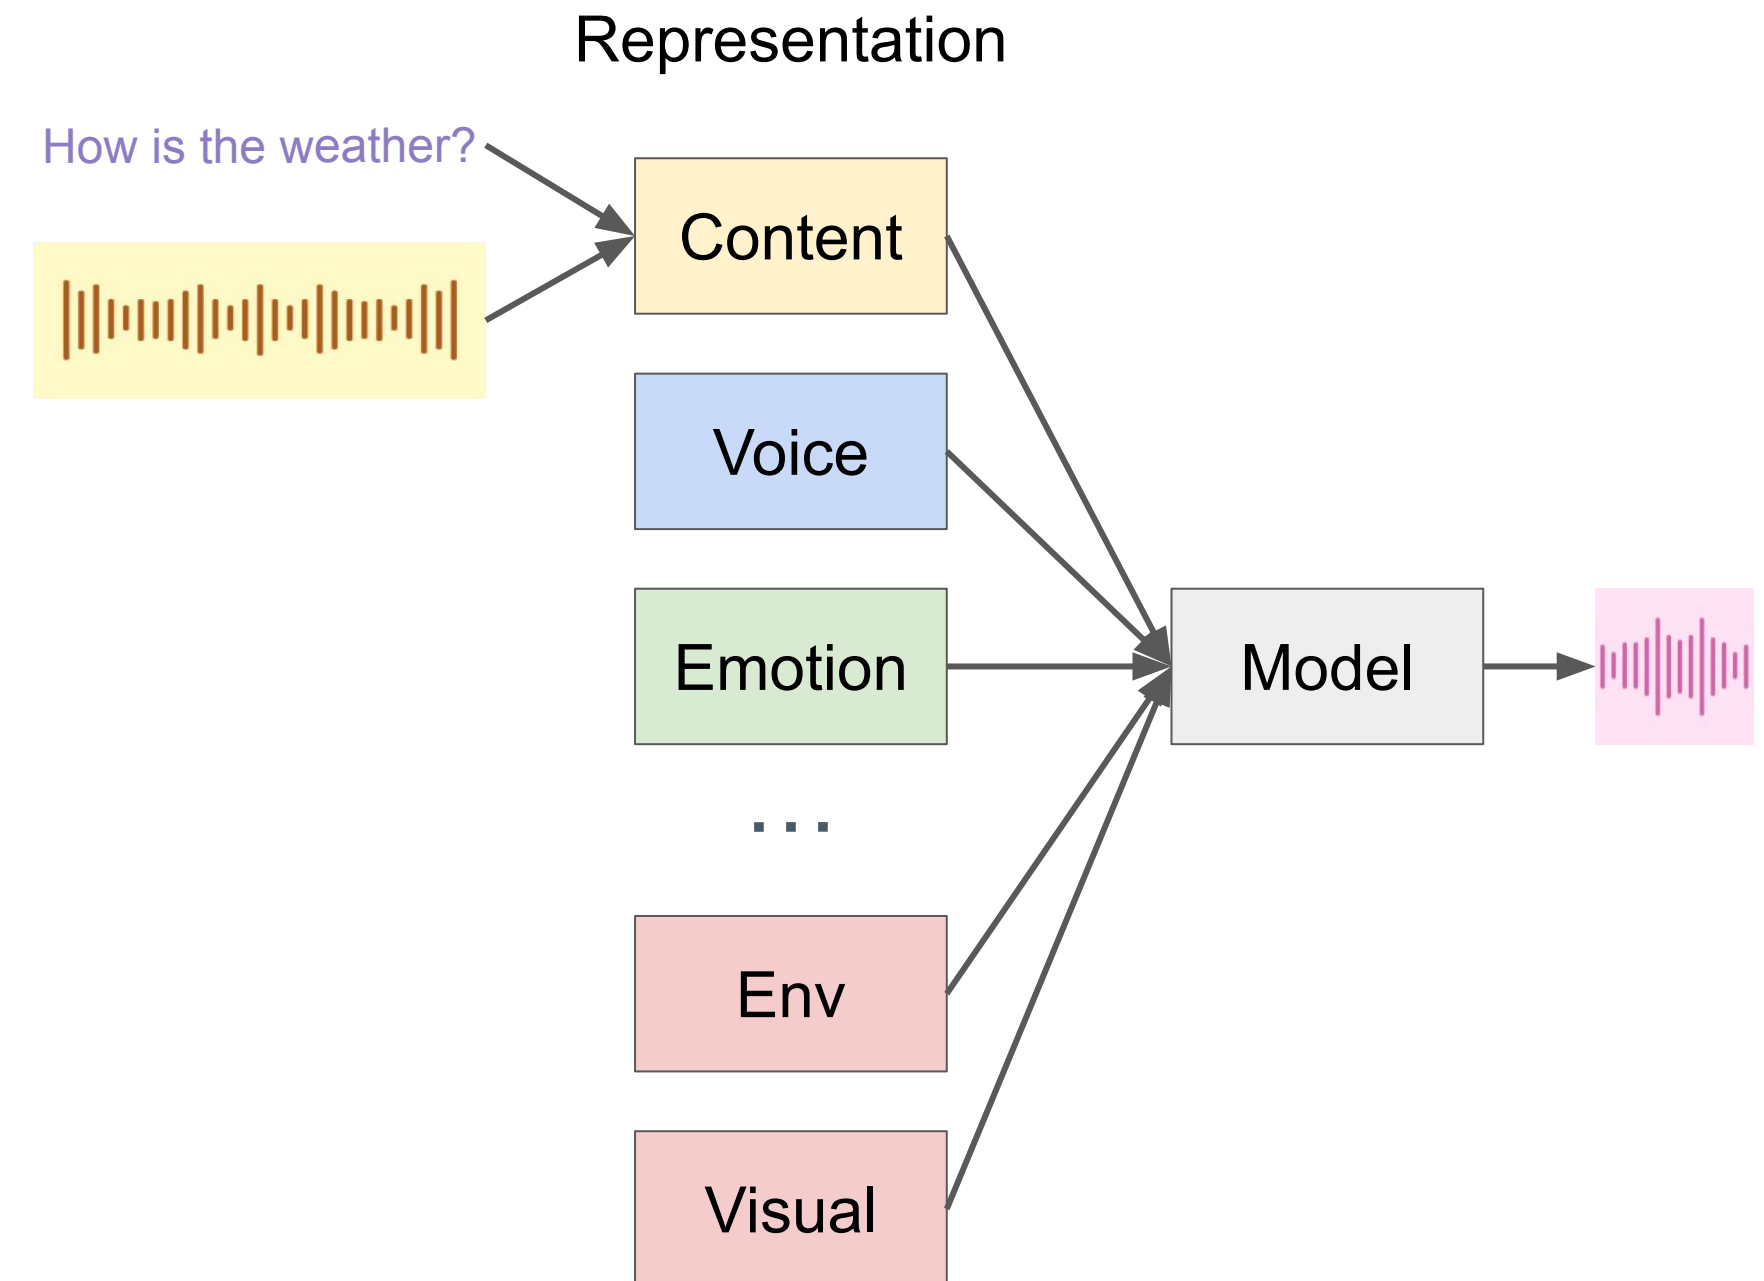 Representation
How is the weather?
Content
Voice
Emotion
Model
...
Env
Visual